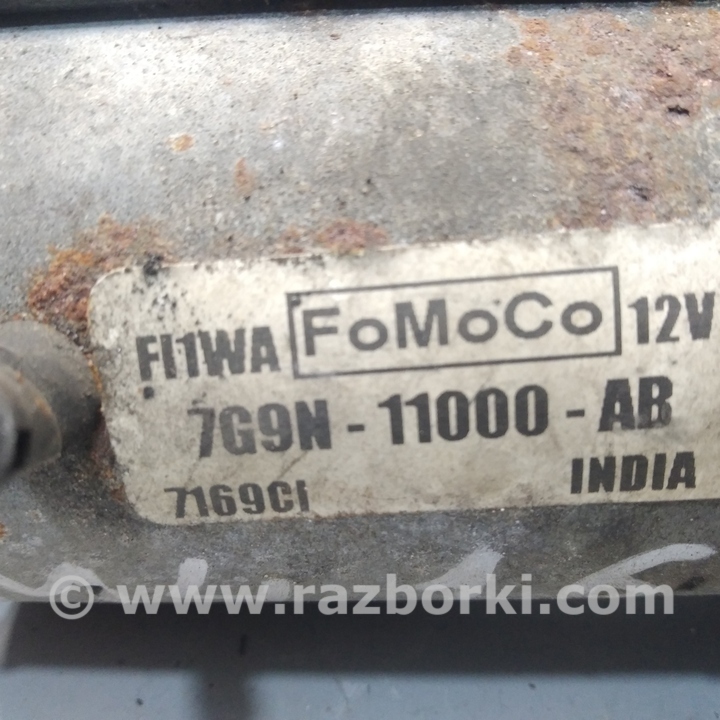 FI1WA FoMoCo 12V
7G9N - 11000 - AB
7169CI INDIA
© www.razborki.com